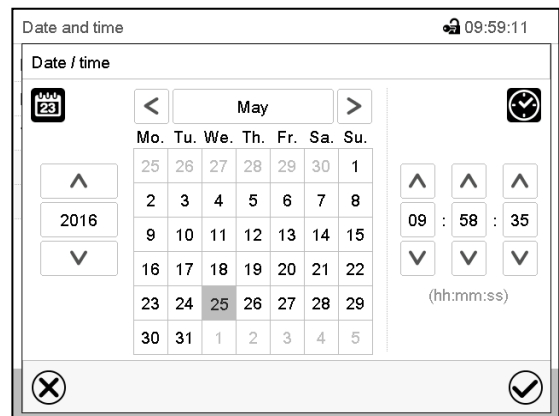 Date and time 09:59:11
Date / time
23
< May >
Mo. Tu. We. Th. Fr. Sa. Su.
25 26 27 28 29 30 1
2 3 4 5 6 7 8
9 10 11 12 13 14 15
16 17 18 19 20 21 22
23 24 25 26 27 28 29
30 31 1 2 3 4 5
2016
09 : 58 : 35
(hh:mm:ss)